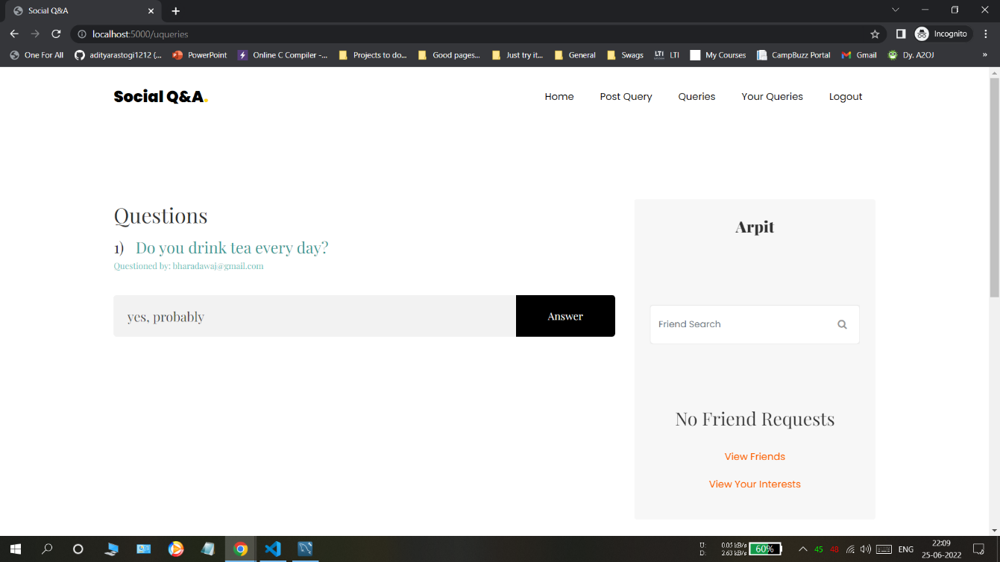 Social Q&A
localhost:5000/uqueries
Incognito
One For All
adityarastogi1212 (...
PowerPoint
Online C Compiler -...
Projects to do...
Good pages...
Just try it...
General
Swags
LTI LTI
My Courses
CampBuzz Portal
Gmail
Dy. A2OJ
»
Social Q&A.
Home
Post Query
Queries
Your Queries
Logout
Questions
1) Do you drink tea every day?
Questioned by: bharadawaj@gmail.com
yes, probably
Answer
Arpit
Friend Search
No Friend Requests
View Friends
View Your Interests
U: 0.05 kB/s
D: 2.63 kB/s
60%
45
48
ENG
22:09
25-06-2022